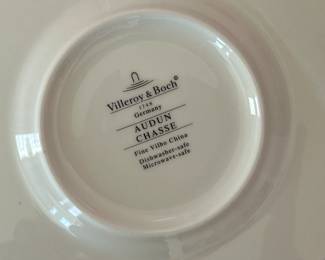 Villeroy & Boch®
1748
Germany
AUDUN
CHASSE
Fine Vilbo China
Dishwasher-safe
Microwave-safe